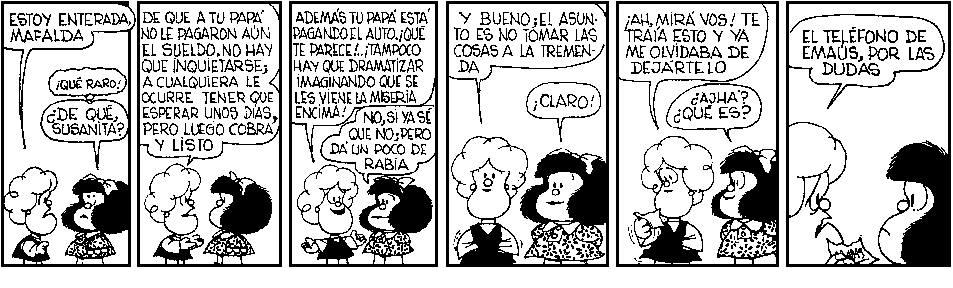 ESTOY ENTERADA,
MAFALDA
¡QUÉ RARO!
¿DE QUÉ,
SUSANITA?
DE QUE A TU PAPÁ
NO LE PAGARON AÚN
EL SUELDO. NO HAY
QUE INQUIETARSE;
A CUALQUIERA LE
OCURRE TENER QUE
ESPERAR UNOS DÍAS,
PERO LUEGO COBRA
Y LISTO
ADEMÁS TU PAPÁ ESTÁ
PAGANDO EL AUTO, ¡QUÉ
TE PARECE!..¡TAMPOCO
HAY QUE DRAMATIZAR
IMAGINANDO QUE SE
LES VIENE LA MISERIA
ENCIMA!
NO, SI YA SÉ
QUE NO; PERO
DA' UN POCO DE
RABIA
Y BUENO; EL ASUN-
TO ES NO TOMAR LAS
COSAS A LA TREMEN-
DA
¡CLARO!
¡AH, MIRÁ VOS! TE
TRAÍA ESTO Y YA
ME OLVIDABA DE
DEJÁRTELO
¿AJHA?
¿QUÉ ES?
EL TELÉFONO DE
EMAÚS, POR LAS
DUDAS